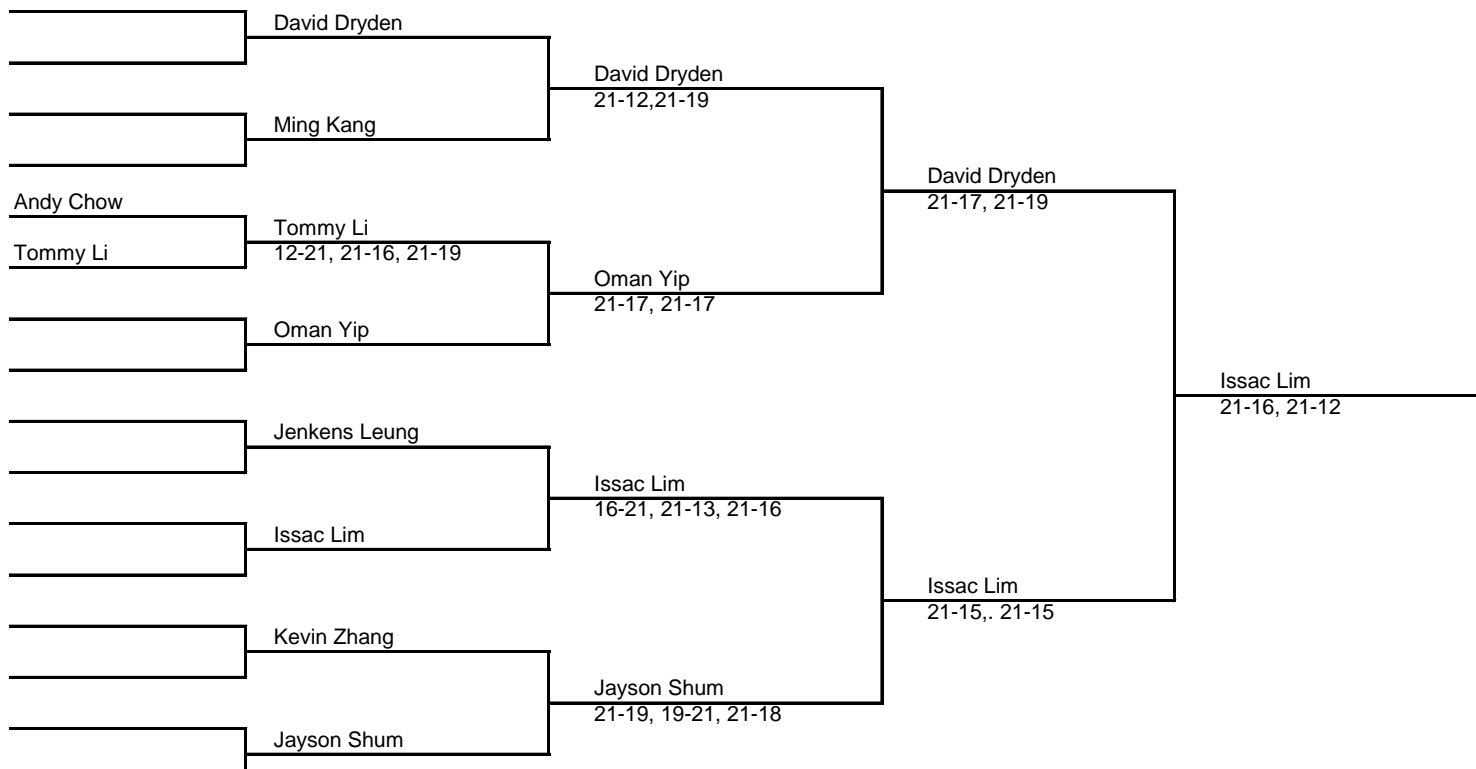 David Dryden
David Dryden
21-12,21-19
Ming Kang
David Dryden
21-17, 21-19
Andy Chow
Tommy Li
12-21, 21-16, 21-19
Tommy Li
Oman Yip
21-17, 21-17
Oman Yip
Issac Lim
21-16, 21-12
Jenkens Leung
Issac Lim
16-21, 21-13, 21-16
Issac Lim
Issac Lim
21-15,. 21-15
Kevin Zhang
Jayson Shum
21-19, 19-21, 21-18
Jayson Shum